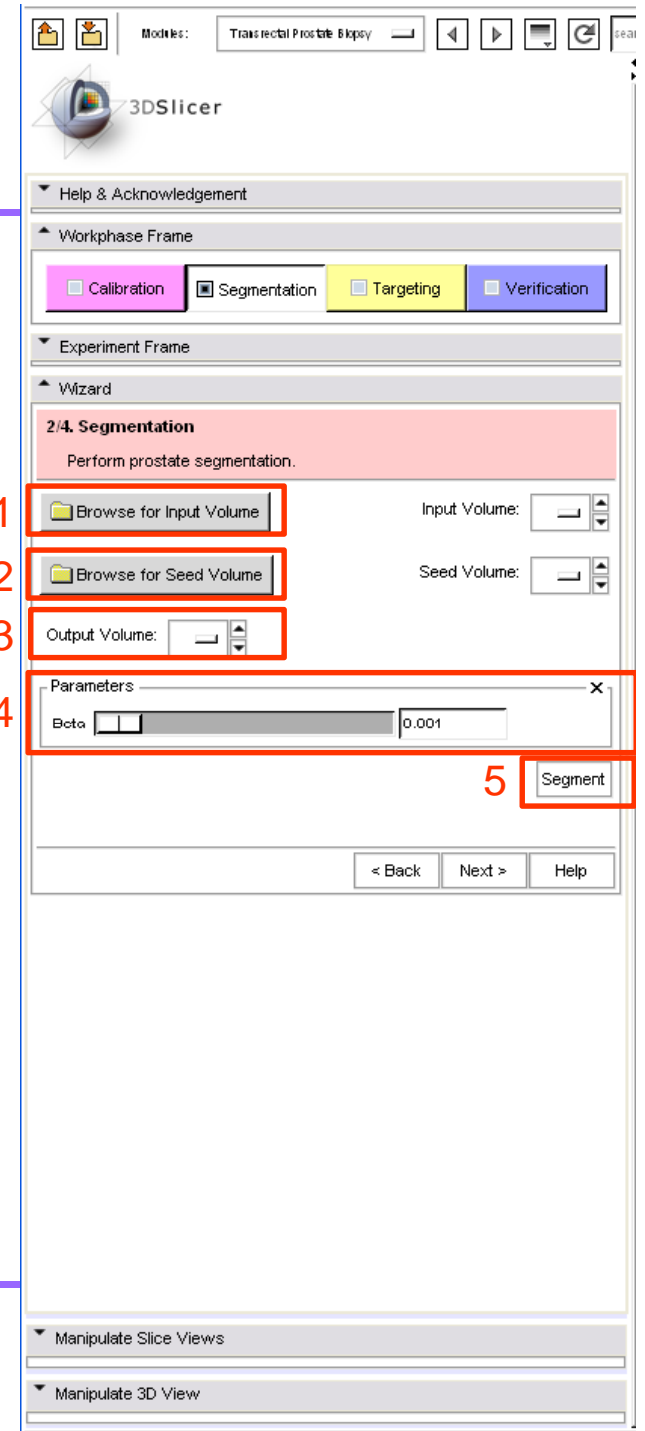 Modules: Transrectal Prostate Biopsy sear
3DSlicer
Help & Acknowledgement
Workphase Frame
Calibration Segmentation Targeting Verification
Experiment Frame
Wizard
2/4. Segmentation
Perform prostate segmentation.
1 Browse for Input Volume Input Volume:
2 Browse for Seed Volume Seed Volume:
3 Output Volume:
Parameters X
4 Beta 0.001
5 Segment
< Back Next > Help
Manipulate Slice Views
Manipulate 3D View